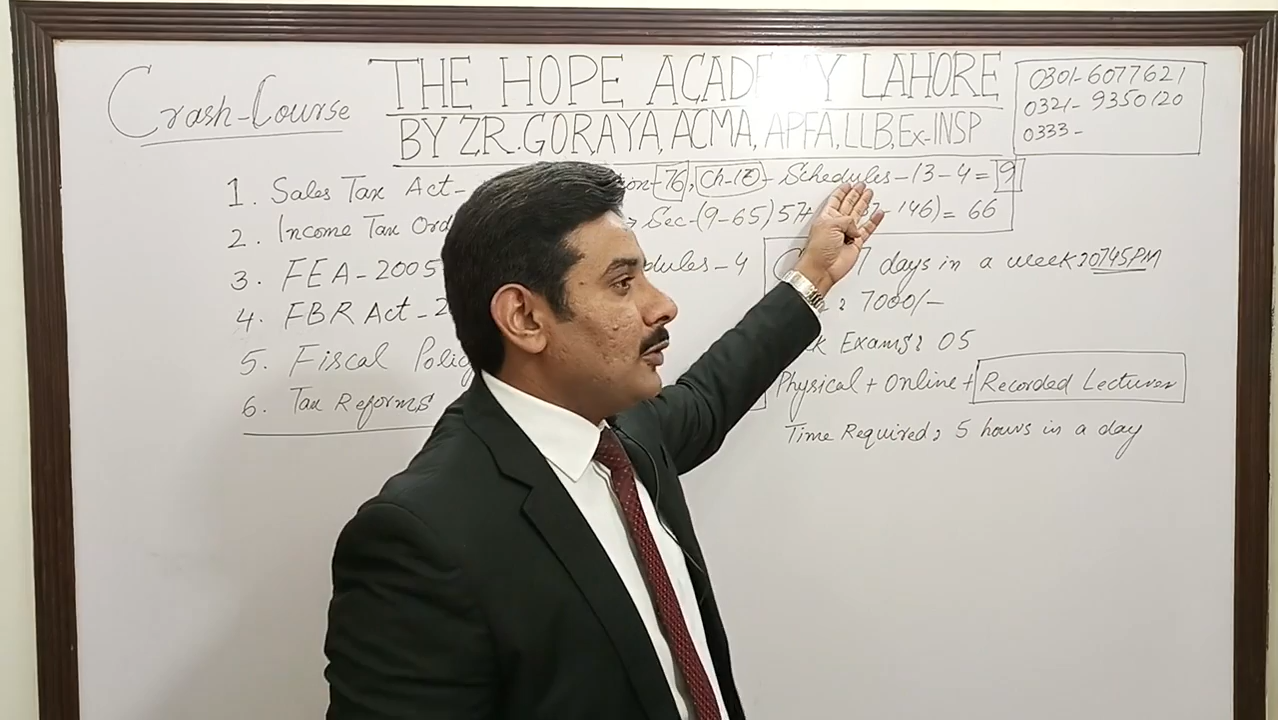 Crash-Course
THE HOPE ACAD Y LAHORE
BY ZR.GORAYA, ACMA, APFA, LLB, Ex-INSP
0301-6077621
0321-9350120
0333-
1. Sales Tax Act- ion-76, Ch-10- Schedules-13-4=9
2. Income Tax Ord Sec-(9-65) 57+ -146)=66
3. FEA-2005 dules-4
4. FBR Act-2
5. Fiscal Polic
6. Tax Reforms
7 days in a week: 0745PM
: 7000/-
k Exams: 05
Physical + Online + Recorded Lectures
Time Required: 5 hours in a day